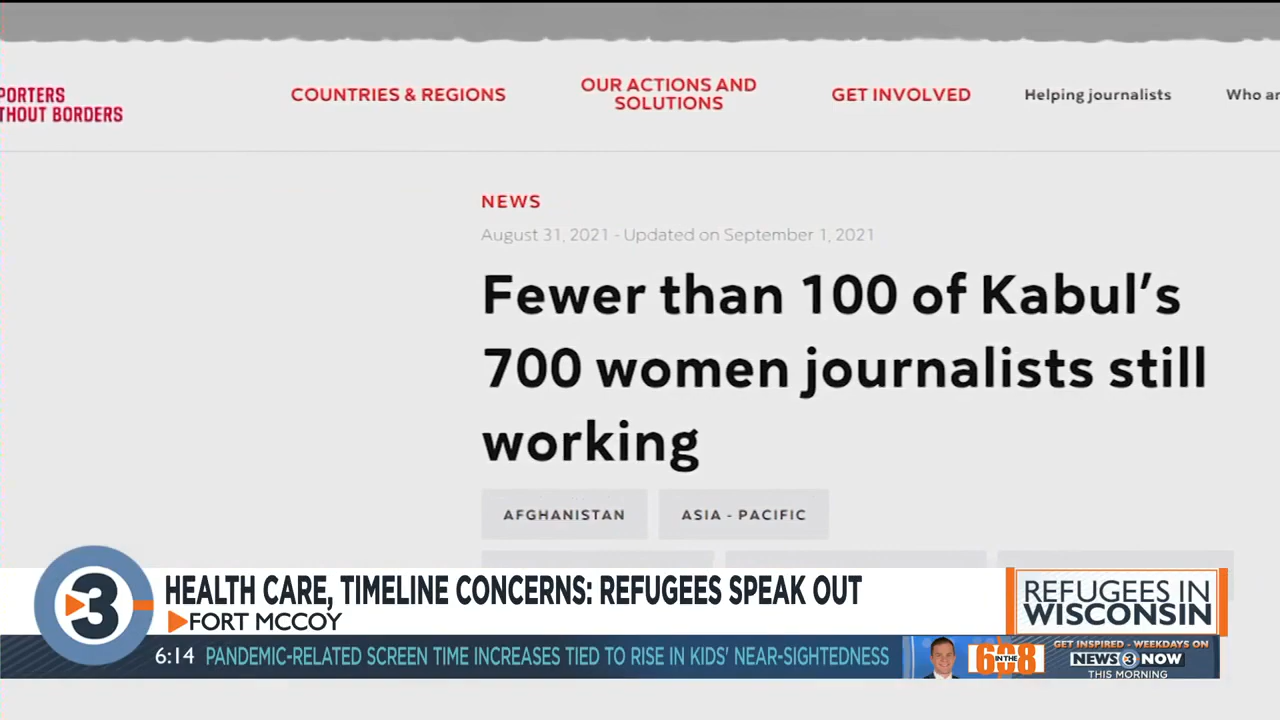 PORTERS
THOUT BORDERS
COUNTRIES & REGIONS
OUR ACTIONS AND
SOLUTIONS
GET INVOLVED
Helping journalists
Who ar
NEWS
August 31, 2021 - Updated on September 1, 2021
Fewer than 100 of Kabul's
700 women journalists still
working
AFGHANISTAN
ASIA - PACIFIC
3
HEALTH CARE, TIMELINE CONCERNS: REFUGEES SPEAK OUT
FORT MCCOY
REFUGEES IN
WISCONSIN
6:14 PANDEMIC-RELATED SCREEN TIME INCREASES TIED TO RISE IN KIDS' NEAR-SIGHTEDNESS
608
IN THE
GET INSPIRED - WEEKDAYS ON
NEWS 3 NOW
THIS MORNING